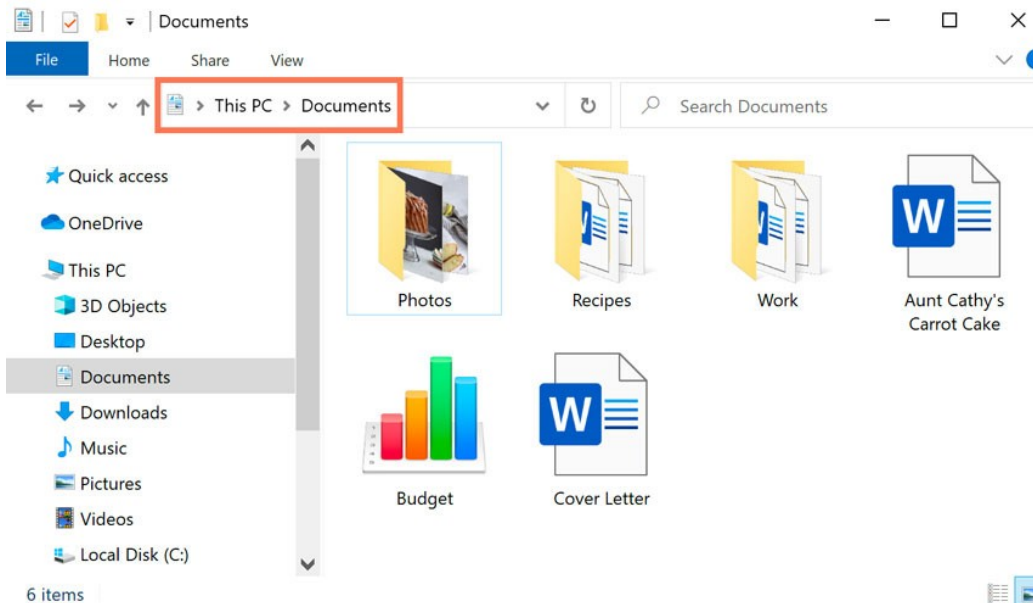 Documents
File Home Share View
This PC > Documents
Search Documents
Quick access
OneDrive
This PC
3D Objects
Desktop
Documents
Downloads
Music
Pictures
Videos
Local Disk (C:)
Photos
Recipes
Work
Aunt Cathy's
Carrot Cake
W
Budget
Cover Letter
W
6 items